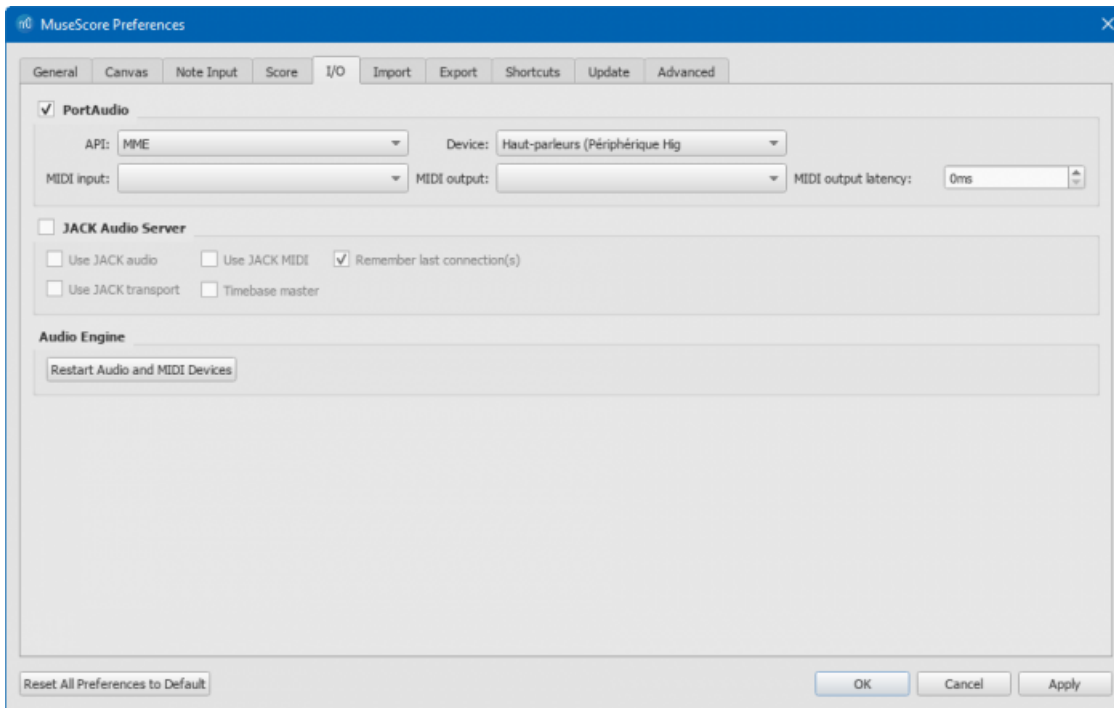 MuseScore Preferences
General Canvas Note Input Score I/O Import Export Shortcuts Update Advanced
PortAudio
API: MME Device: Haut-parleurs (Périphérique Hig
MIDI input: MIDI output: MIDI output latency: 0ms
JACK Audio Server
Use JACK audio Use JACK MIDI Remember last connection(s)
Use JACK transport Timebase master
Audio Engine
Restart Audio and MIDI Devices
Reset All Preferences to Default OK Cancel Apply